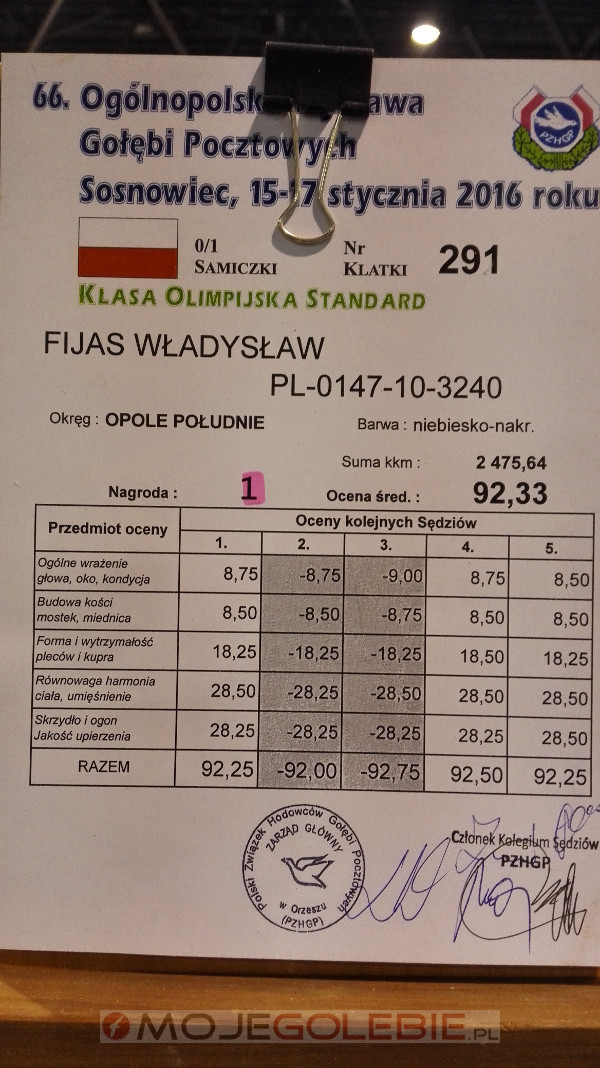 66. Ogólnopolsk awa
Gołębi Pocztowych
Sosnowiec, 15-17 stycznia 2016 roku
PZHGP
0/1
SAMICZKI
Nr
KLATKI
291
KLASA OLIMPIJSKA STANDARD
FIJAS WŁADYSŁAW
PL-0147-10-3240
Okręg : OPOLE POŁUDNIE Barwa : niebiesko-nakr.
Suma kkm : 2 475,64
Nagroda : 1 Ocena śred. : 92,33
Przedmiot oceny Oceny kolejnych Sędziów
1. 2. 3. 4. 5.
Ogólne wrażenie
głowa, oko, kondycja 8,75 -8,75 -9,00 8,75 8,50
Budowa kości
mostek, miednica 8,50 -8,50 -8,75 8,50 8,50
Forma i wytrzymałość
pleców i kupra 18,25 -18,25 -18,25 18,50 18,25
Równowaga harmonia
ciała, umięśnienie 28,50 -28,25 -28,50 28,50 28,50
Skrzydło i ogon
Jakość upierzenia 28,25 -28,25 -28,25 28,25 28,50
RAZEM 92,25 -92,00 -92,75 92,50 92,25
Polski Związek Hodowców Gołębi Pocztowych
ZARZĄD GŁÓWNY
w Orzeszu
(PZHGP)
Członek Kolegium Sędziów
PZHGP
MOJEGOLEBIE.PL